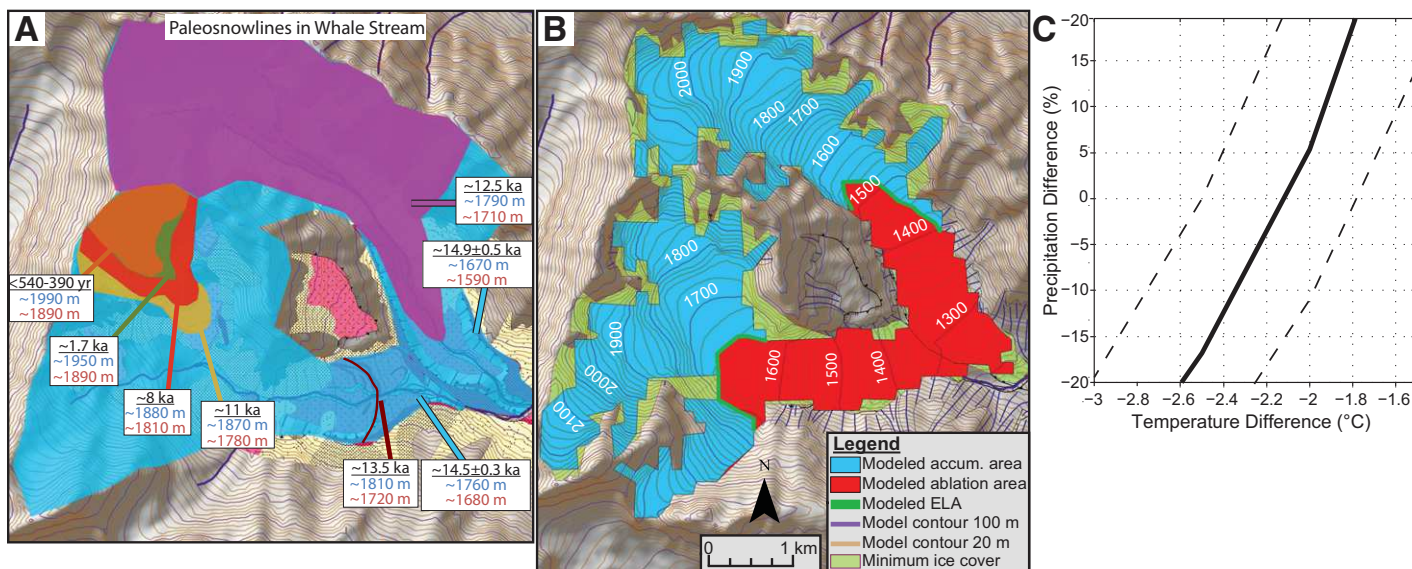 A
Paleosnowlines in Whale Stream
~12.5 ka
~1790 m
~1710 m
~14.9±0.5 ka
~1670 m
~1590 m
<540-390 yr
~1990 m
~1890 m
~1.7 ka
~1950 m
~1890 m
~8 ka
~1880 m
~1810 m
~11 ka
~1870 m
~1780 m
~13.5 ka
~1810 m
~1720 m
~14.5±0.3 ka
~1760 m
~1680 m
B
2000
1900
1800
1700
1600
1500
1400
1300
1800
1700
1900
2000
2100
1600
1500
1400
N
0
1 km
Legend
Modeled accum. area
Modeled ablation area
Modeled ELA
Model contour 100 m
Model contour 20 m
Minimum ice cover
C
Precipitation Difference (%)
−20
15
10
5
0
−5
−10
−15
−20
−3
−2.8
−2.6
−2.4
−2.2
−2
−1.8
−1.6
−1.5
Temperature Difference (°C)